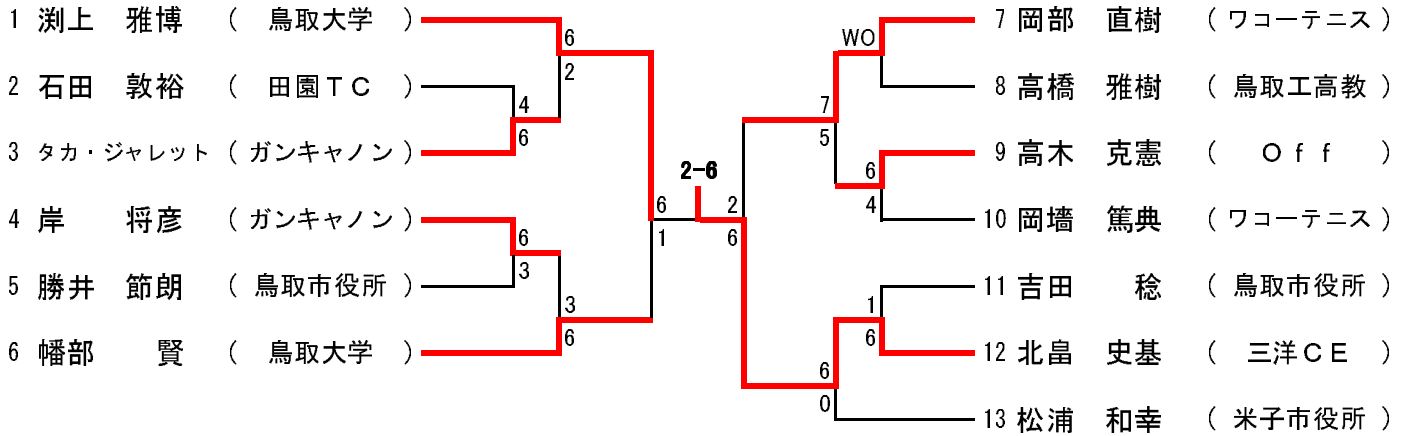 1 渕上 雅博 ( 鳥取大学 )
2 石田 敦裕 ( 田園TC )
3 タカ・ジャレット ( ガンキャノン )
4 岸 将彦 ( ガンキャノン )
5 勝井 節朗 ( 鳥取市役所 )
6 幡部 賢 ( 鳥取大学 )
6
2
4
6
6
3
3
6
6
1
2-6
2
6
WO
7
5
6
4
1
6
6
0
7 岡部 直樹 ( ワコーテニス )
8 高橋 雅樹 ( 鳥取工高教 )
9 高木 克憲 ( Off )
10 岡墻 篤典 ( ワコーテニス )
11 吉田 稔 ( 鳥取市役所 )
12 北畠 史基 ( 三洋CE )
13 松浦 和幸 ( 米子市役所 )